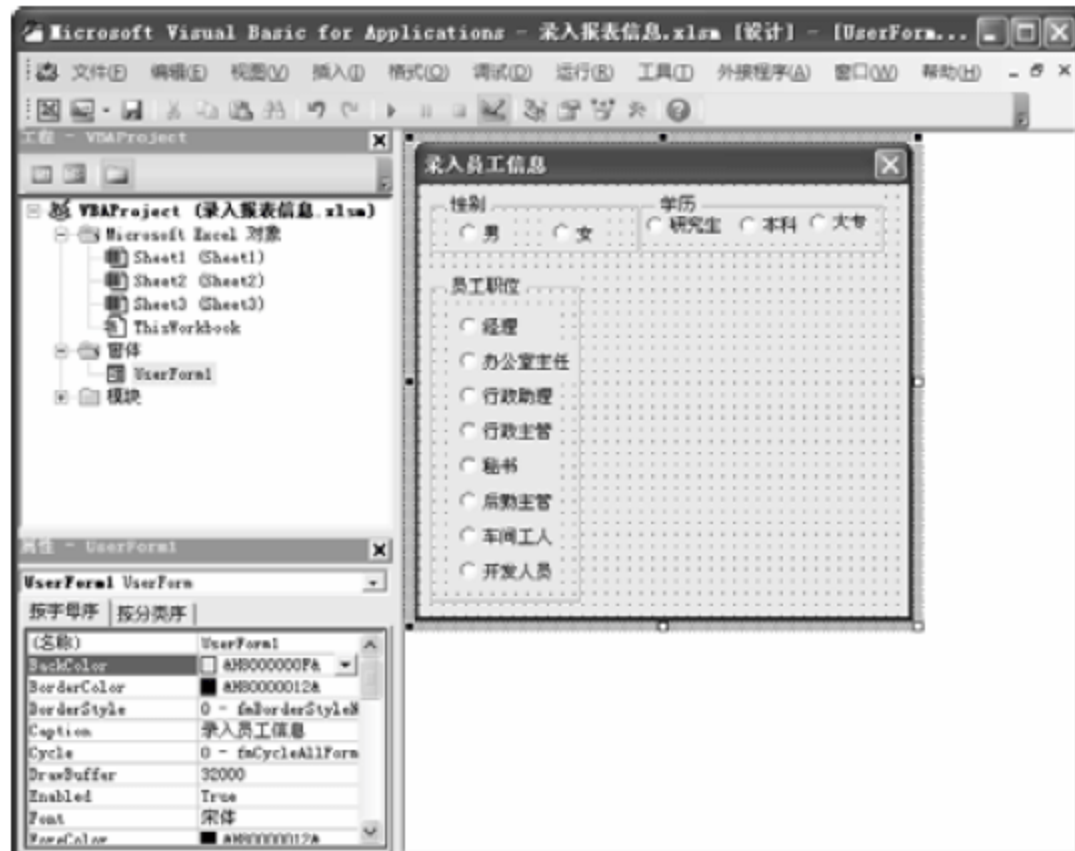 Microsoft Visual Basic for Applications - 录入报表信息.xlsm [设计] - [UserForm...
文件(F) 编辑(E) 视图(V) 插入(I) 格式(O) 调试(D) 运行(R) 工具(T) 外接程序(A) 窗口(W) 帮助(H)
工程 - VBAProject
VBAProject (录入报表信息.xlsm)
Microsoft Excel 对象
Sheet1 (Sheet1)
Sheet2 (Sheet2)
Sheet3 (Sheet3)
ThisWorkbook
窗体
UserForm1
模块
属性 - UserForm1
UserForm1 UserForm
按字母序 按分类序
(名称) UserForm1
BackColor &H8000000F&
BorderColor &H80000012&
BorderStyle 0 - fmBorderStyleN
Caption 录入员工信息
Cycle 0 - fmCycleAllForm
DrawBuffer 32000
Enabled True
Font 宋体
ForeColor &H80000012&
录入员工信息
性别
男 女
学历
研究生 本科 大专
员工职位
经理
办公室主任
行政助理
行政主管
秘书
后勤主管
车间工人
开发人员